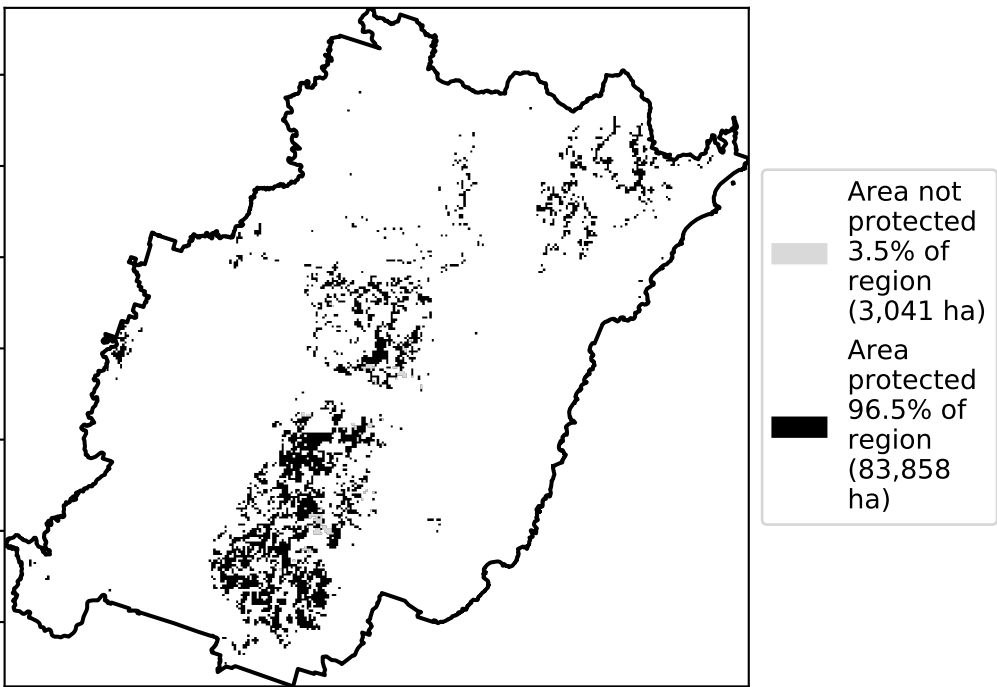 Area not
protected
3.5% of
region
(3,041 ha)
Area
protected
96.5% of
region
(83,858
ha)